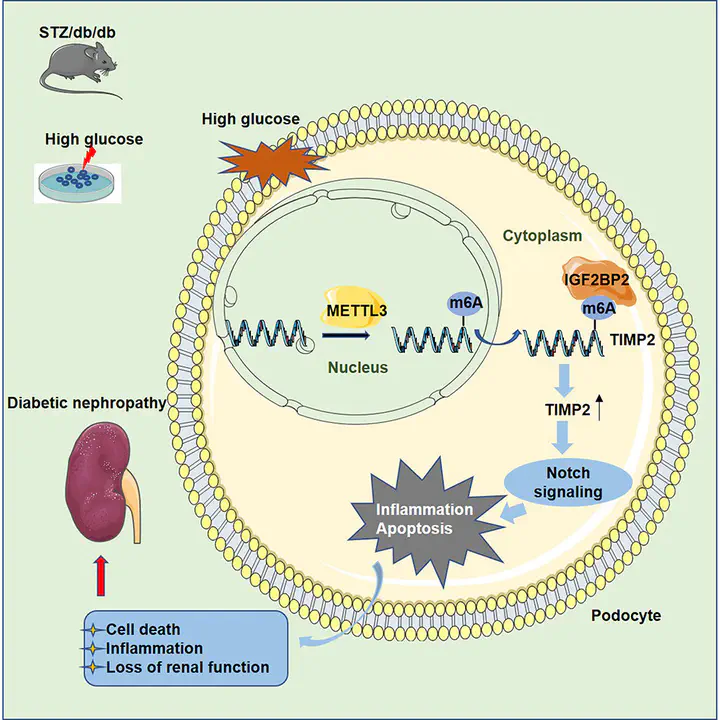 STZ/db/db
High glucose
High glucose
Cytoplasm
IGF2BP2
m6A
m6A
METTL3
TIMP2
Nucleus
Diabetic nephropathy
TIMP2
Notch
signaling
Inflammation
Apoptosis
Podocyte
Cell death
Inflammation
Loss of renal function